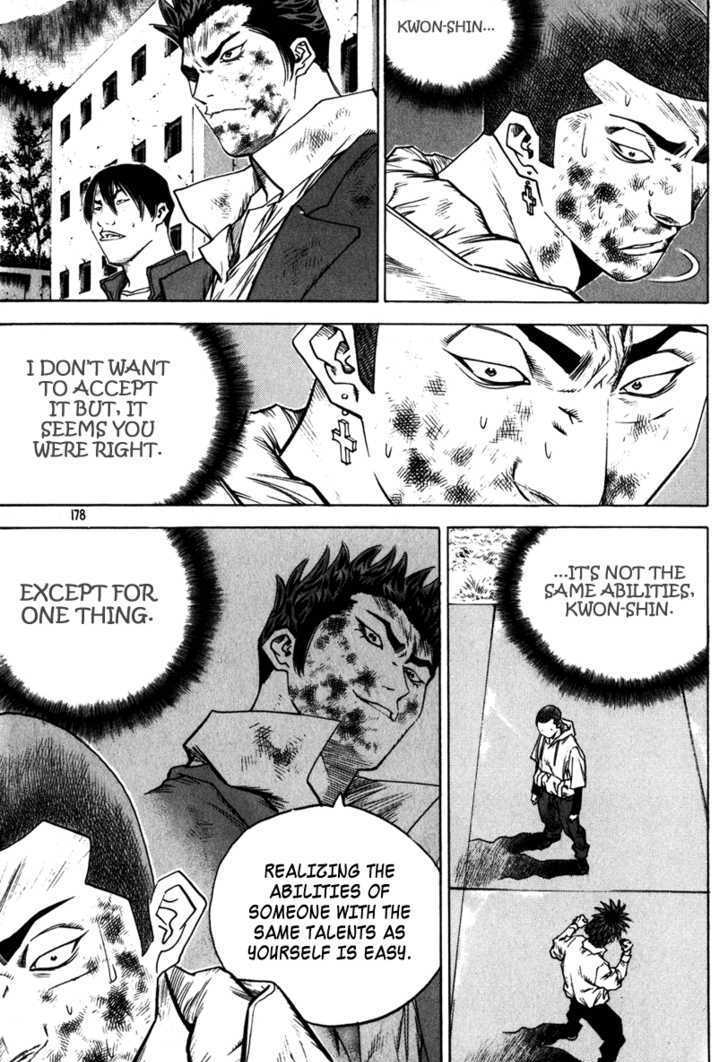 KWON-SHIN...
I DON'T WANT
TO ACCEPT
IT BUT, IT
SEEMS YOU
WERE RIGHT.
178
EXCEPT FOR
ONE THING.
REALIZING THE
ABILITIES OF
SOMEONE WITH THE
SAME TALENTS AS
YOURSELF IS EASY.
...IT'S NOT THE
SAME ABILITIES,
KWON-SHIN.